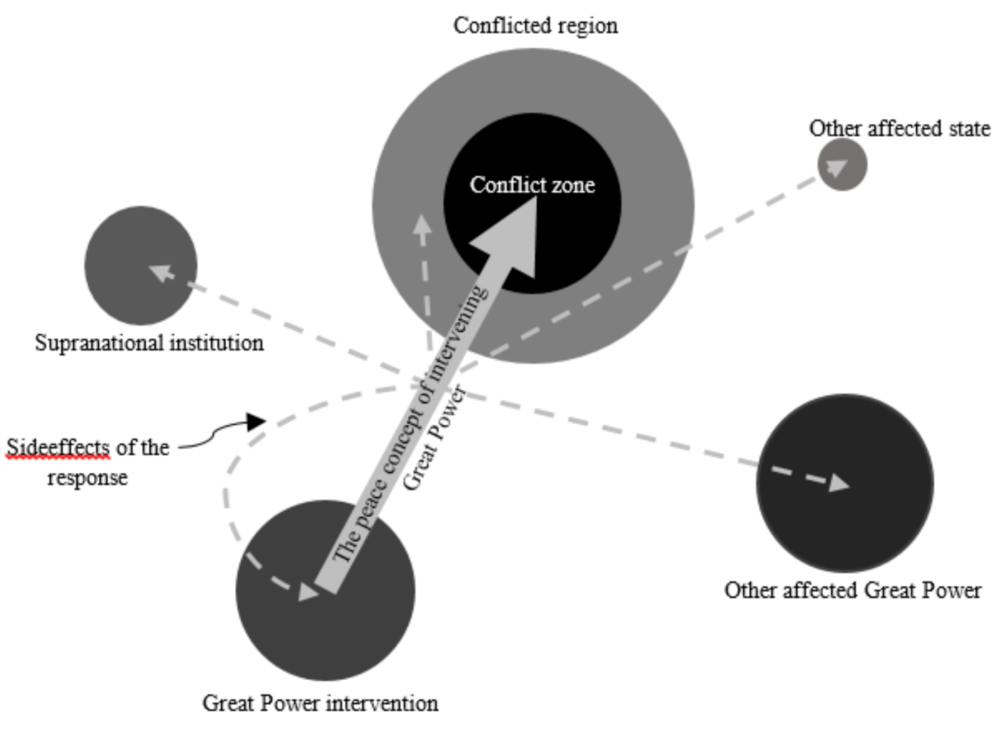 Conflicted region
Other affected state
Conflict zone
Supranational institution
The peace concept of intervening
Great Power
Sideeffects of the
response
Other affected Great Power
Great Power intervention